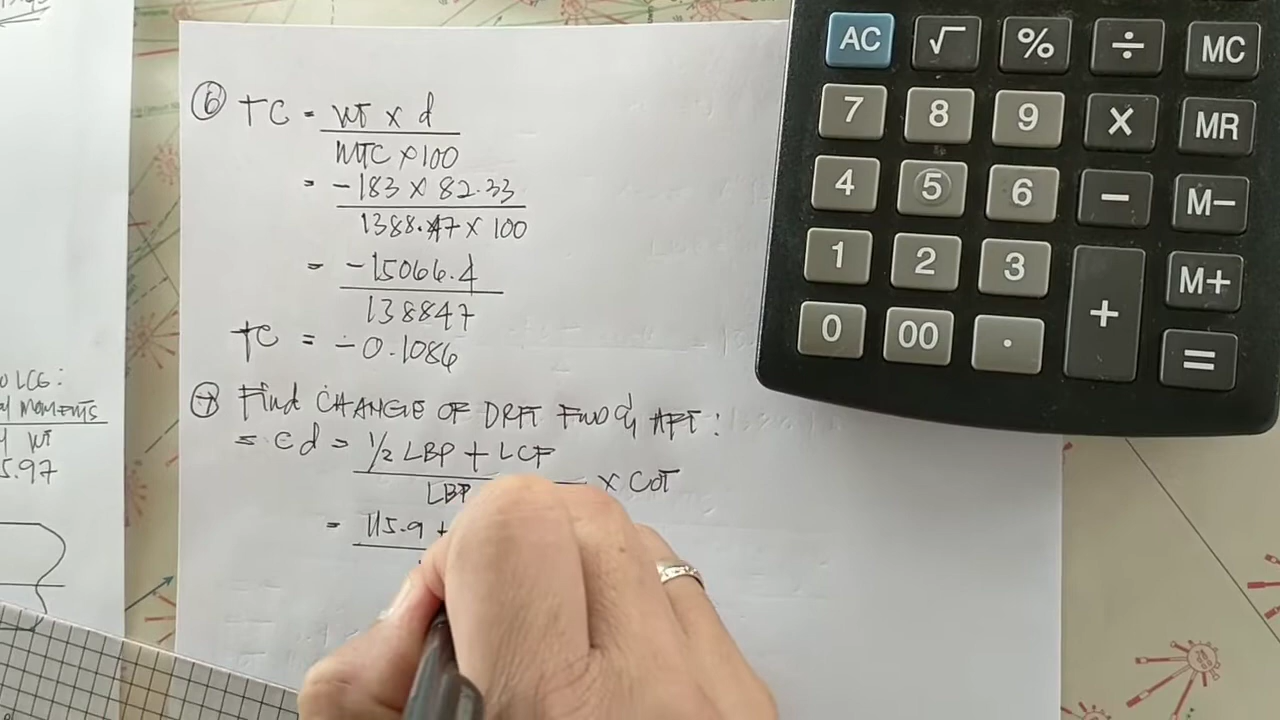 0 LCG:
MOMENTS
WT
5.97
⑥ TC = WT x d
MTC x 100
= -183 x 82.33
1388.47 x 100
= -15066.4
138847
TC = -0.1086
⑦ Find CHANGE OF DRFT FWD & AFT:
= Cd = 1/2 LBP + LCF
LBP x COT
= 115.9 +
AC √ % ÷ MC
7 8 9 X MR
4 5 6 − M−
1 2 3 + M+
0 00 . =